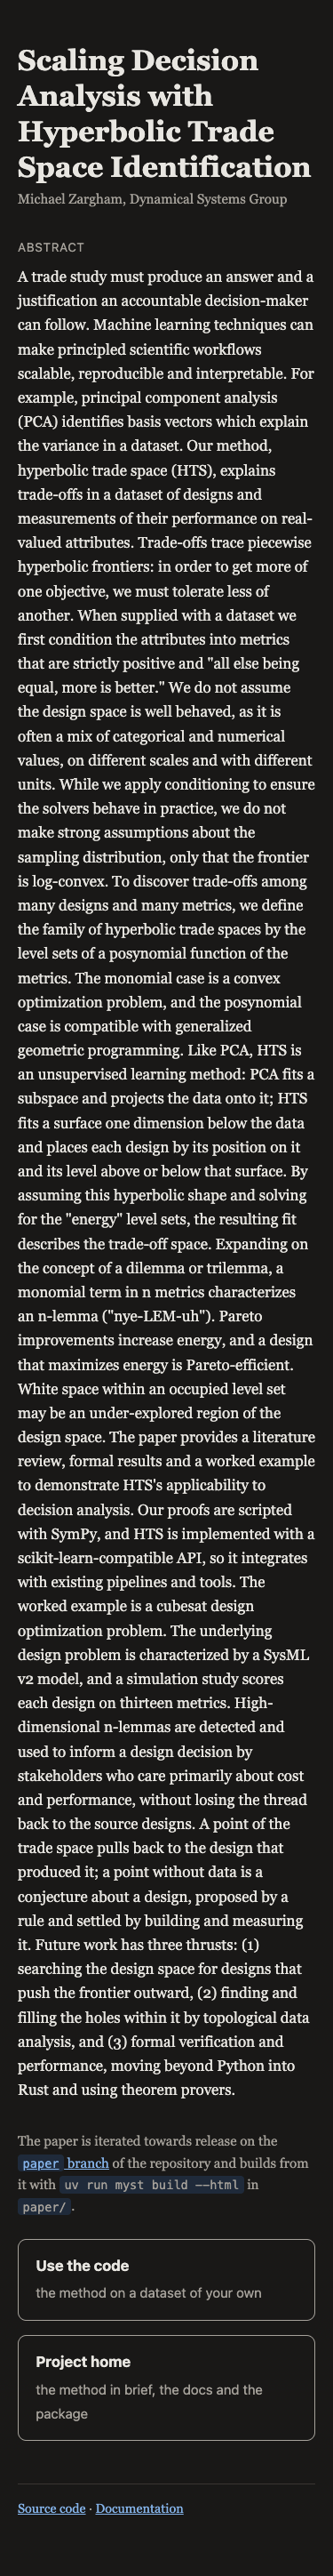 Scaling Decision
Analysis with
Hyperbolic Trade
Space Identification
Michael Zargham, Dynamical Systems Group
ABSTRACT
A trade study must produce an answer and a
justification an accountable decision-maker
can follow. Machine learning techniques can
make principled scientific workflows
scalable, reproducible and interpretable. For
example, principal component analysis
(PCA) identifies basis vectors which explain
the variance in a dataset. Our method,
hyperbolic trade space (HTS), explains
trade-offs in a dataset of designs and
measurements of their performance on real-
valued attributes. Trade-offs trace piecewise
hyperbolic frontiers: in order to get more of
one objective, we must tolerate less of
another. When supplied with a dataset we
first condition the attributes into metrics
that are strictly positive and "all else being
equal, more is better." We do not assume
the design space is well behaved, as it is
often a mix of categorical and numerical
values, on different scales and with different
units. While we apply conditioning to ensure
the solvers behave in practice, we do not
make strong assumptions about the
sampling distribution, only that the frontier
is log-convex. To discover trade-offs among
many designs and many metrics, we define
the family of hyperbolic trade spaces by the
level sets of a posynomial function of the
metrics. The monomial case is a convex
optimization problem, and the posynomial
case is compatible with generalized
geometric programming. Like PCA, HTS is
an unsupervised learning method: PCA fits a
subspace and projects the data onto it; HTS
fits a surface one dimension below the data
and places each design by its position on it
and its level above or below that surface. By
assuming this hyperbolic shape and solving
for the "energy" level sets, the resulting fit
describes the trade-off space. Expanding on
the concept of a dilemma or trilemma, a
monomial term in n metrics characterizes
an n-lemma ("nye-LEM-uh"). Pareto
improvements increase energy, and a design
that maximizes energy is Pareto-efficient.
White space within an occupied level set
may be an under-explored region of the
design space. The paper provides a literature
review, formal results and a worked example
to demonstrate HTS's applicability to
decision analysis. Our proofs are scripted
with SymPy, and HTS is implemented with a
scikit-learn-compatible API, so it integrates
with existing pipelines and tools. The
worked example is a cubesat design
optimization problem. The underlying
design problem is characterized by a SysML
v2 model, and a simulation study scores
each design on thirteen metrics. High-
dimensional n-lemmas are detected and
used to inform a design decision by
stakeholders who care primarily about cost
and performance, without losing the thread
back to the source designs. A point of the
trade space pulls back to the design that
produced it; a point without data is a
conjecture about a design, proposed by a
rule and settled by building and measuring
it. Future work has three thrusts: (1)
searching the design space for designs that
push the frontier outward, (2) finding and
filling the holes within it by topological data
analysis, and (3) formal verification and
performance, moving beyond Python into
Rust and using theorem provers.
The paper is iterated towards release on the
paper branch of the repository and builds from
it with uv run myst build --html in
paper/.
Use the code
the method on a dataset of your own
Project home
the method in brief, the docs and the
package
Source code · Documentation